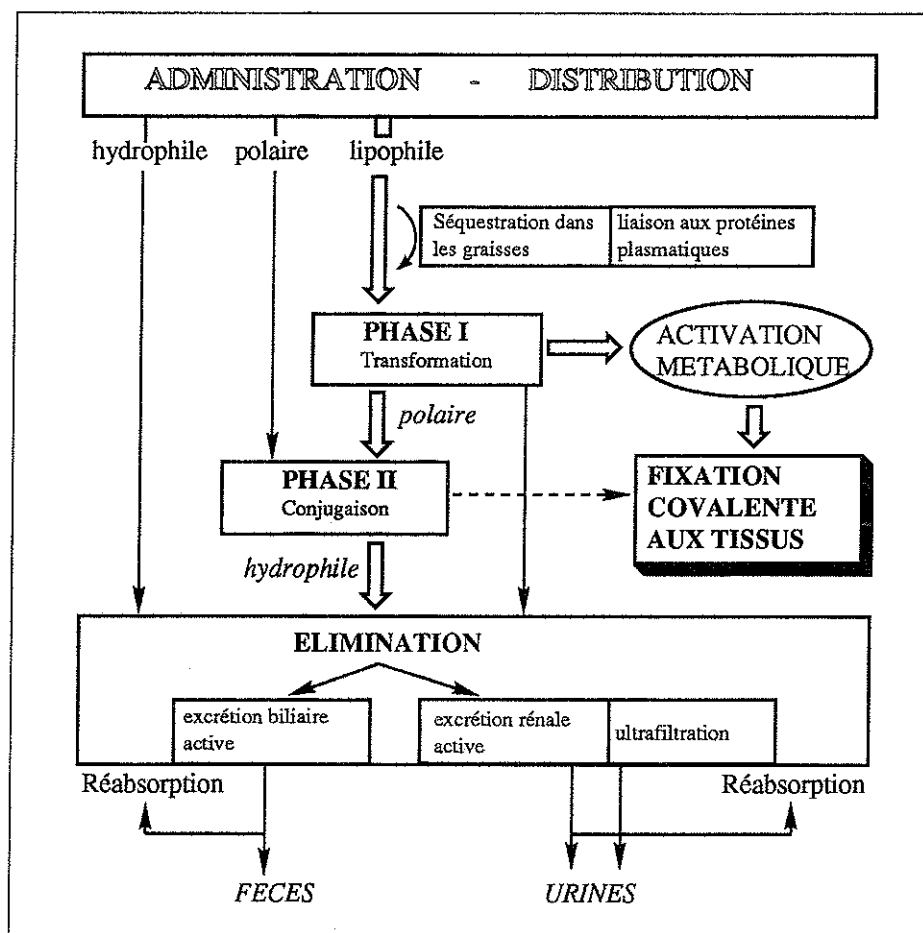 ADMINISTRATION - DISTRIBUTION
hydrophile polaire lipophile
Séquestration dans
les graisses
liaison aux protéines
plasmatiques
PHASE I
Transformation
ACTIVATION
METABOLIQUE
polaire
PHASE II
Conjugaison
FIXATION
COVALENTE
AUX TISSUS
hydrophile
ELIMINATION
excrétion biliaire
active
excrétion rénale
active
ultrafiltration
Réabsorption
Réabsorption
FECES
URINES